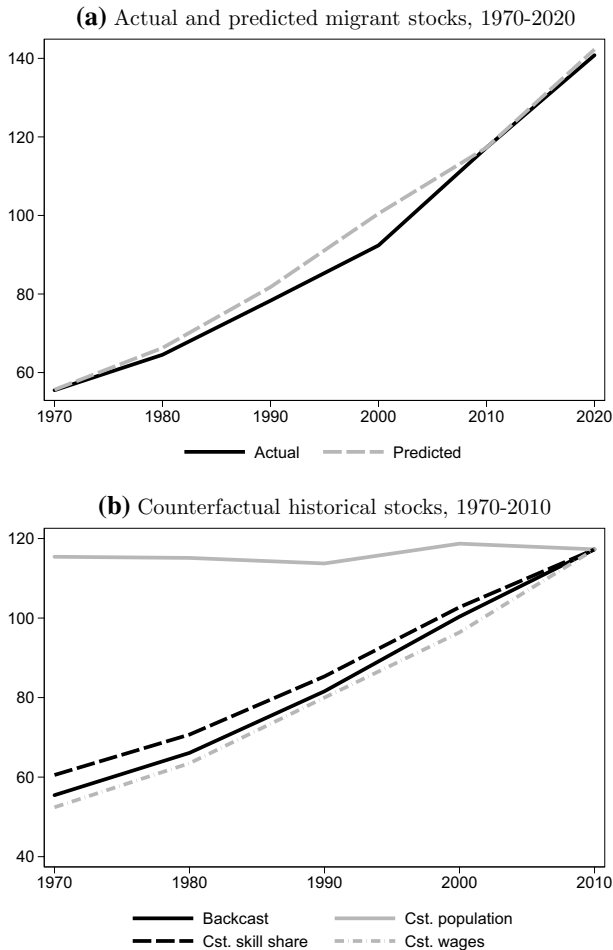 (a) Actual and predicted migrant stocks, 1970-2020
140
120
100
80
60
1970 1980 1990 2000 2010 2020
Actual Predicted
(b) Counterfactual historical stocks, 1970-2010
120
100
80
60
40
1970 1980 1990 2000 2010
Backcast Cst. population
Cst. skill share Cst. wages